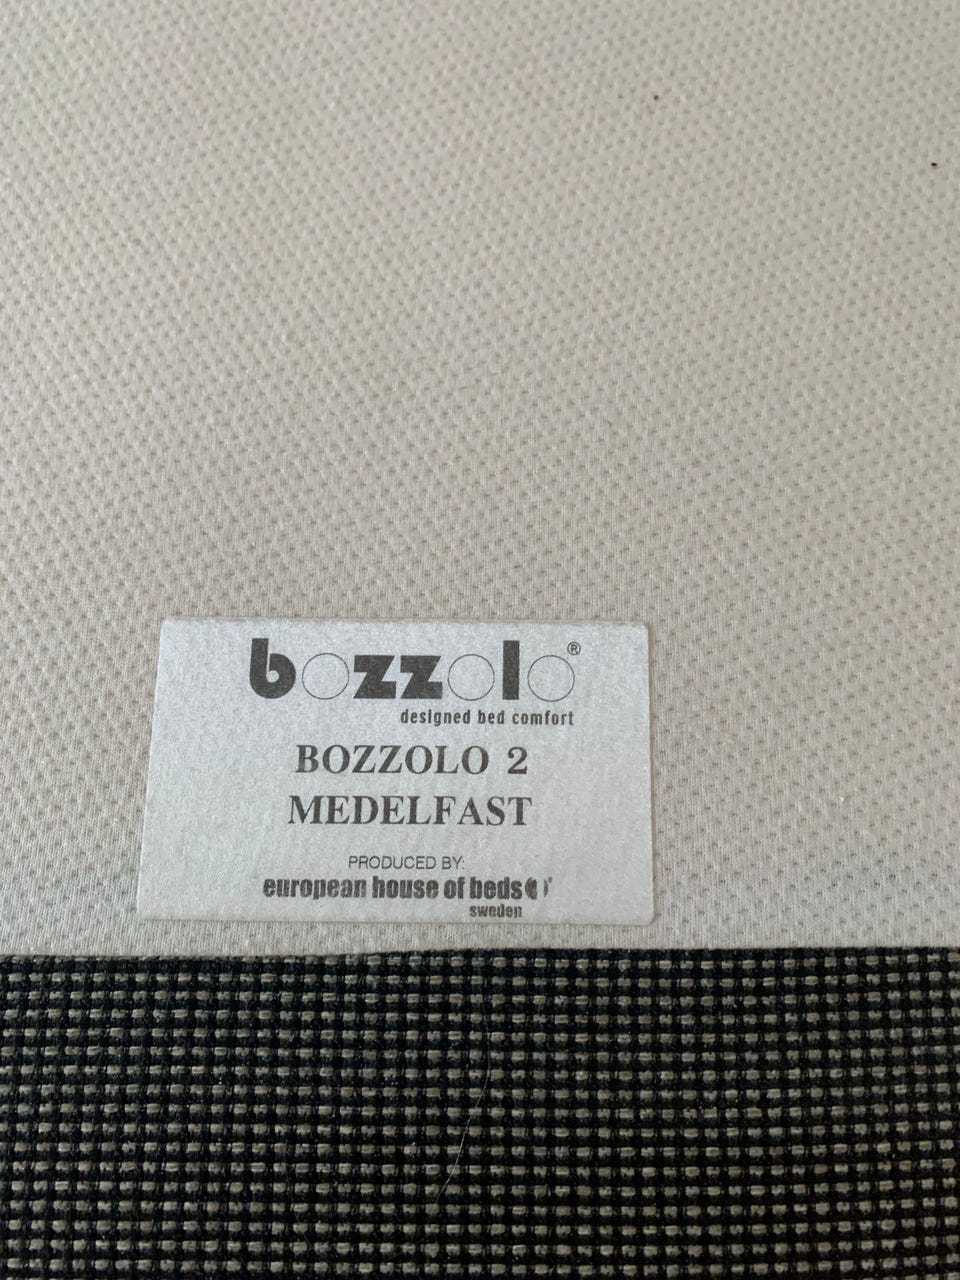 bozzolo®
designed bed comfort
BOZZOLO 2
MEDELFAST
PRODUCED BY:
european house of beds
sweden